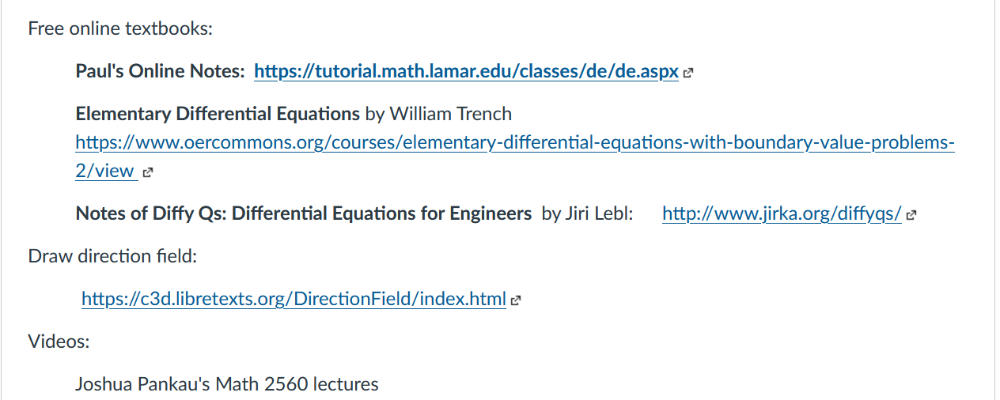 Free online textbooks:
Paul's Online Notes: https://tutorial.math.lamar.edu/classes/de/de.aspx
Elementary Differential Equations by William Trench
https://www.oercommons.org/courses/elementary-differential-equations-with-boundary-value-problems-
2/view
Notes of Diffy Qs: Differential Equations for Engineers by Jiri Lebl: http://www.jirka.org/diffyqs/
Draw direction field:
https://c3d.libretexts.org/DirectionField/index.html
Videos:
Joshua Pankau's Math 2560 lectures